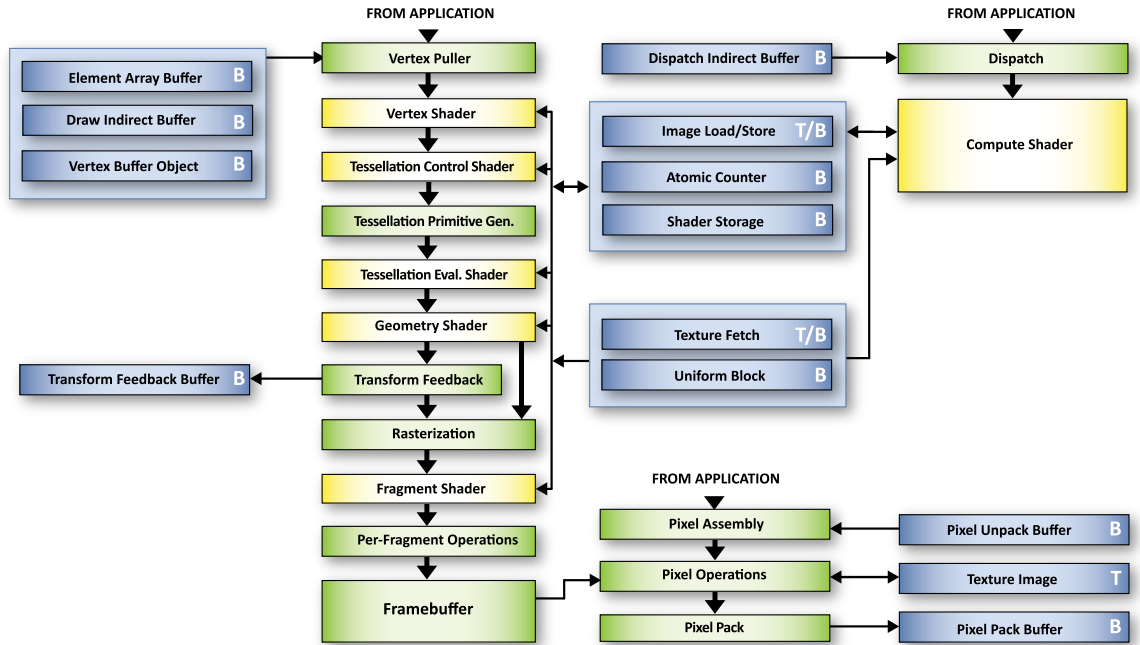 FROM APPLICATION
Element Array Buffer B
Draw Indirect Buffer B
Vertex Buffer Object B
Vertex Puller
Vertex Shader
Tessellation Control Shader
Tessellation Primitive Gen.
Tessellation Eval. Shader
Geometry Shader
Transform Feedback
Transform Feedback Buffer B
Rasterization
Fragment Shader
Per-Fragment Operations
Framebuffer
FROM APPLICATION
Dispatch Indirect Buffer B
Dispatch
Image Load/Store T/B
Atomic Counter B
Shader Storage B
Compute Shader
Texture Fetch T/B
Uniform Block B
FROM APPLICATION
Pixel Assembly
Pixel Unpack Buffer B
Pixel Operations
Texture Image T
Pixel Pack
Pixel Pack Buffer B